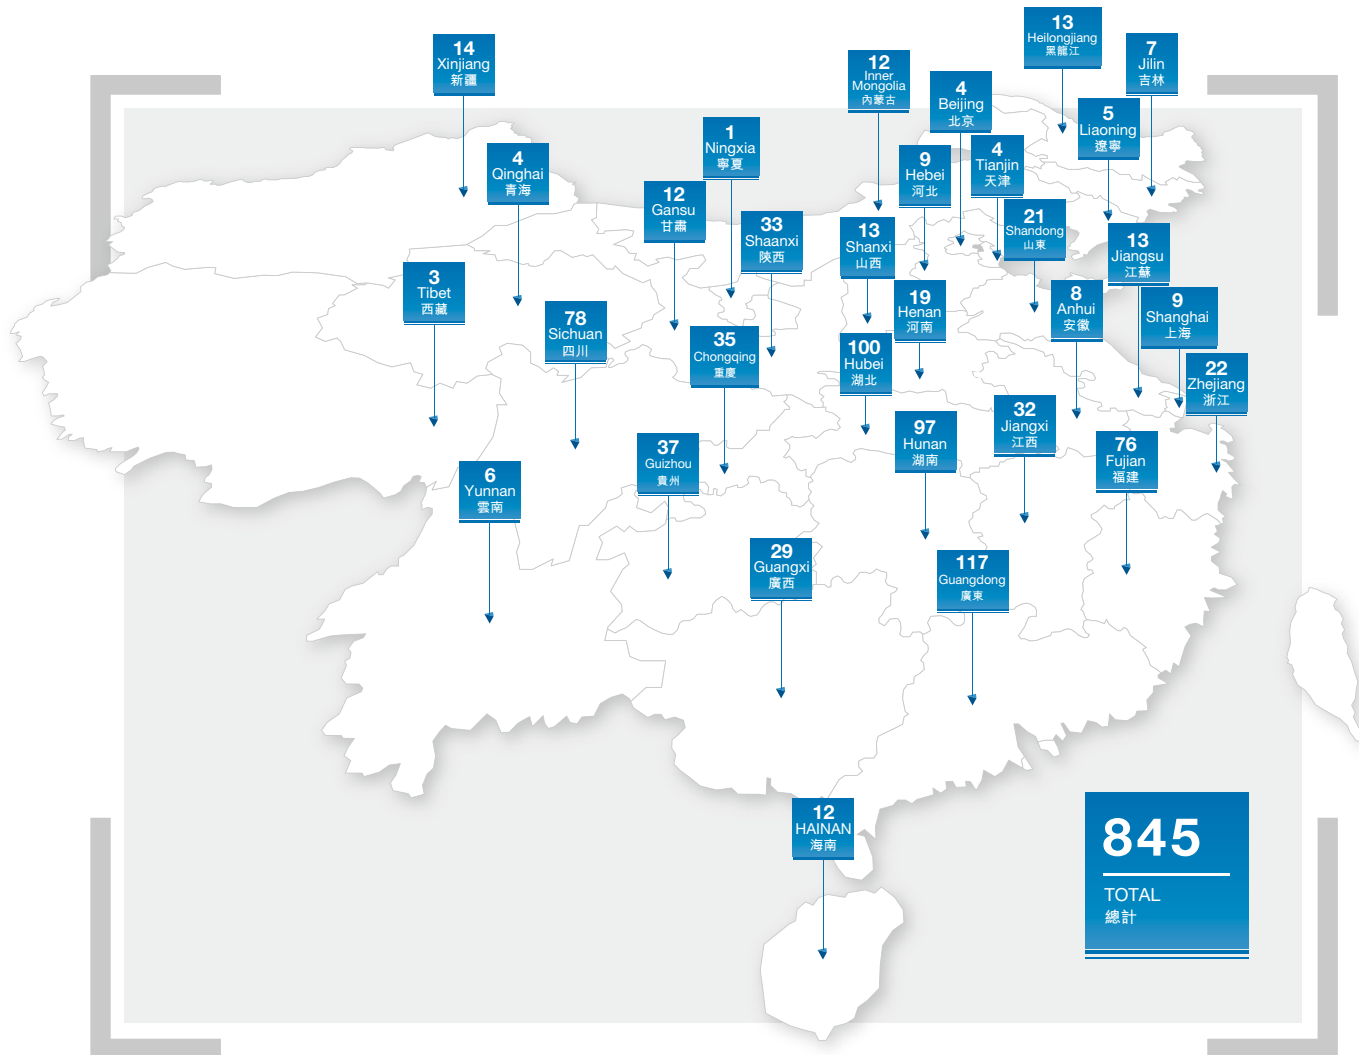 14
Xinjiang
新疆
4
Qinghai
青海
3
Tibet
西藏
78
Sichuan
四川
6
Yunnan
雲南
1
Ningxia
寧夏
12
Gansu
甘肅
33
Shaanxi
陝西
35
Chongqing
重慶
37
Guizhou
貴州
29
Guangxi
廣西
12
Inner
Mongolia
內蒙古
13
Shanxi
山西
100
Hubei
湖北
97
Hunan
湖南
9
Hebei
河北
19
Henan
河南
4
Beijing
北京
4
Tianjin
天津
21
Shandong
山東
13
Heilongjiang
黑龍江
7
Jilin
吉林
5
Liaoning
遼寧
13
Jiangsu
江蘇
8
Anhui
安徽
9
Shanghai
上海
22
Zhejiang
浙江
32
Jiangxi
江西
76
Fujian
福建
117
Guangdong
廣東
12
HAINAN
海南
845
TOTAL
總計